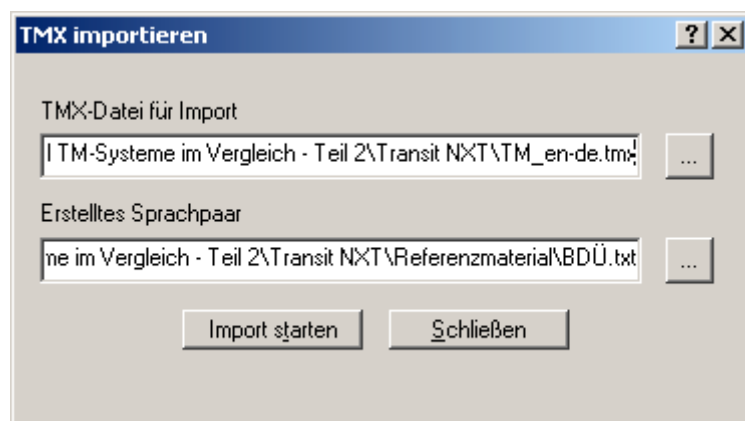 TMX importieren
TMX-Datei für Import
l TM-Systeme im Vergleich - Teil 2\Transit NXT\TM_en-de.tmx
...
Erstelltes Sprachpaar
me im Vergleich - Teil 2\Transit NXT\Referenzmaterial\BDÜ.txt
...
Import starten
Schließen